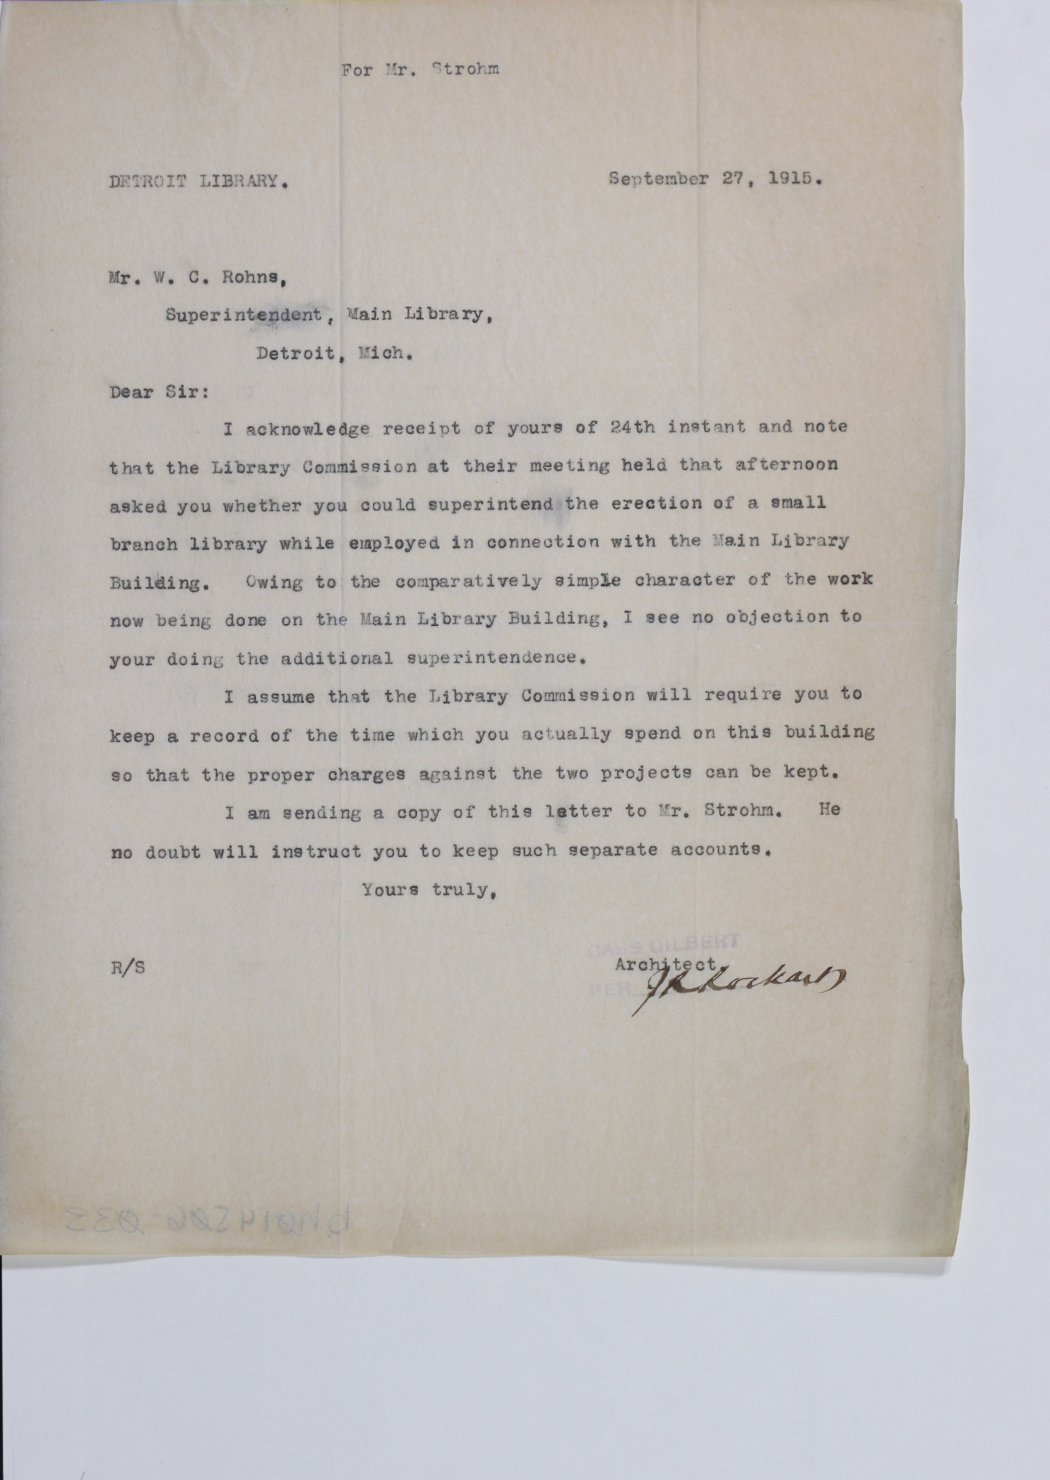 For Mr. Strohm
DETROIT LIBRARY. September 27, 1915.
Mr. W. C. Rohns,
Superintendent, Main Library,
Detroit, Mich.
Dear Sir:
I acknowledge receipt of yours of 24th instant and note
that the Library Commission at their meeting held that afternoon
asked you whether you could superintend the erection of a small
branch library while employed in connection with the Main Library
Building. Owing to the comparatively simple character of the work
now being done on the Main Library Building, I see no objection to
your doing the additional superintendence.
I assume that the Library Commission will require you to
keep a record of the time which you actually spend on this building
so that the proper charges against the two projects can be kept.
I am sending a copy of this letter to Mr. Strohm. He
no doubt will instruct you to keep such separate accounts.
Yours truly,
CASS GILBERT
R/S Architect.
PER